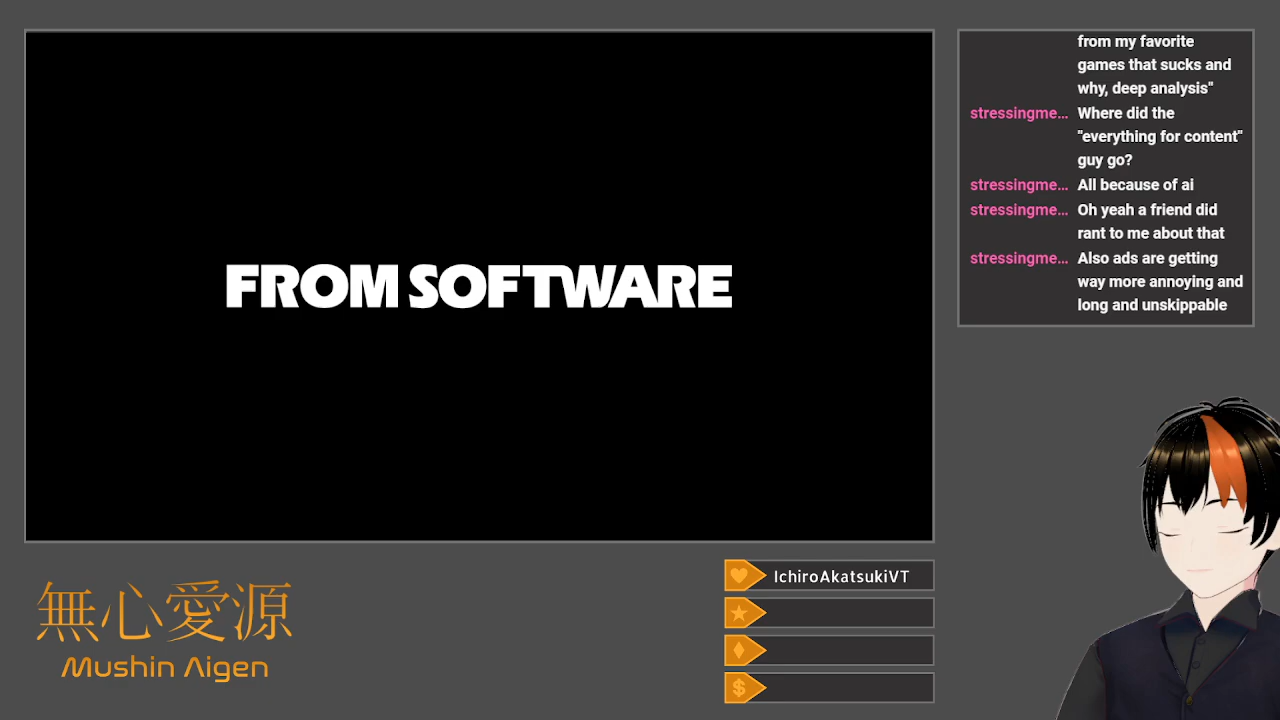 FROM SOFTWARE
from my favorite
games that sucks and
why, deep analysis"
stressingme… Where did the
"everything for content"
guy go?
stressingme… All because of ai
stressingme… Oh yeah a friend did
rant to me about that
stressingme… Also ads are getting
way more annoying and
long and unskippable
無心愛源
Mushin Aigen
IchiroAkatsukiVT
$